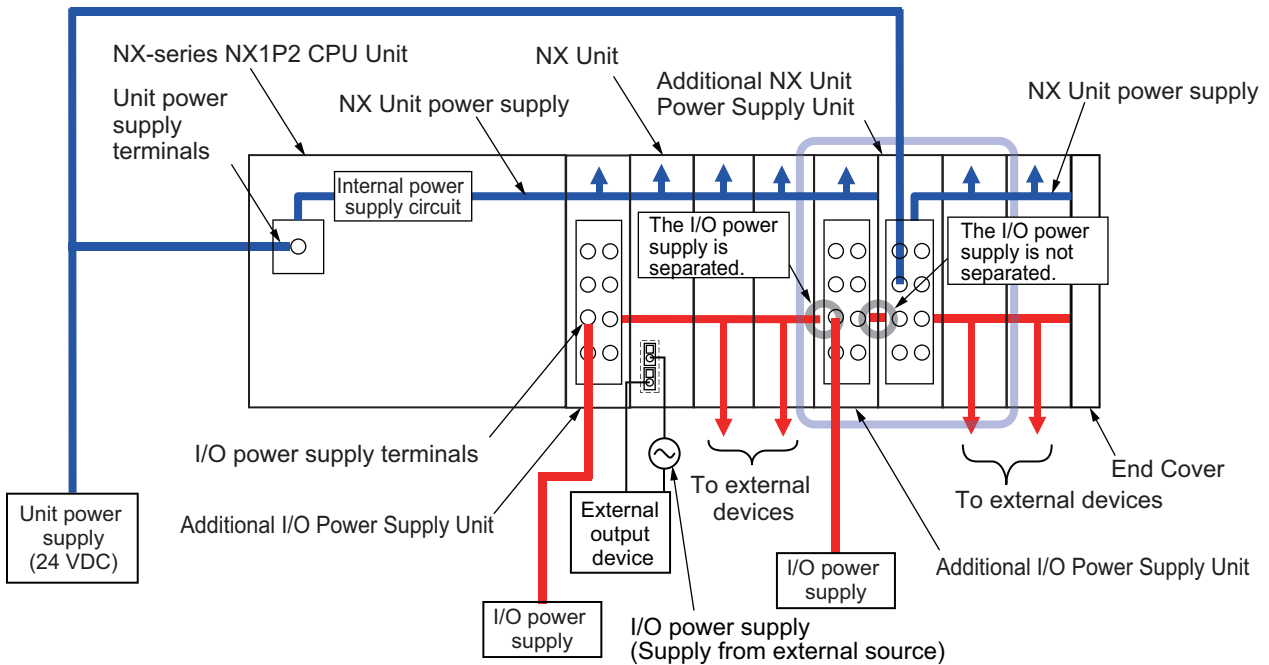 NX-series NX1P2 CPU Unit
Unit power
supply
terminals
NX Unit power supply
NX Unit
Additional NX Unit
Power Supply Unit
NX Unit power supply
Internal power
supply circuit
The I/O power
supply is
separated.
The I/O power
supply is not
separated.
I/O power supply terminals
Additional I/O Power Supply Unit
Unit power
supply
(24 VDC)
External
output
device
To external
devices
To external devices
End Cover
I/O power
supply
I/O power
supply
Additional I/O Power Supply Unit
I/O power supply
(Supply from external source)